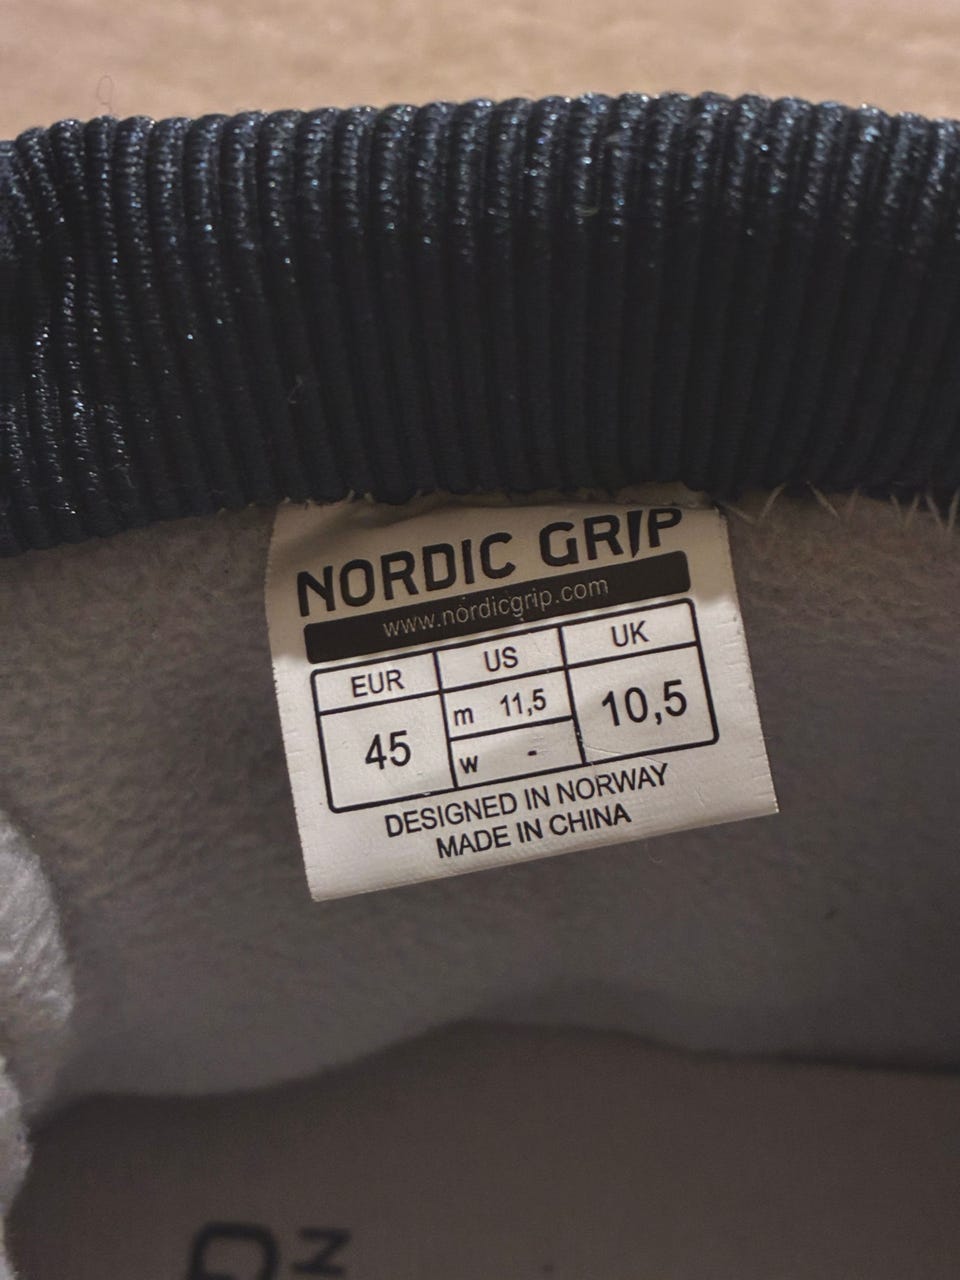 NORDIC GRIP
www.nordicgrip.com
EUR US UK
45 m 11,5 10,5
w -
DESIGNED IN NORWAY
MADE IN CHINA